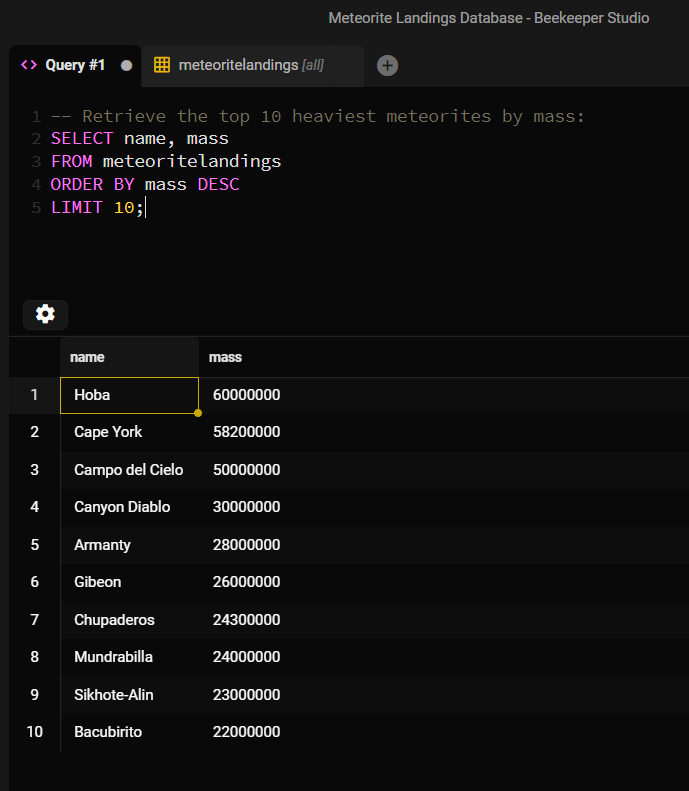 Meteorite Landings Database - Beekeeper Studio
<> Query #1 meteoritelandings [all] +
1 -- Retrieve the top 10 heaviest meteorites by mass:
2 SELECT name, mass
3 FROM meteoritelandings
4 ORDER BY mass DESC
5 LIMIT 10;
name mass
1 Hoba 60000000
2 Cape York 58200000
3 Campo del Cielo 50000000
4 Canyon Diablo 30000000
5 Armanty 28000000
6 Gibeon 26000000
7 Chupaderos 24300000
8 Mundrabilla 24000000
9 Sikhote-Alin 23000000
10 Bacubirito 22000000